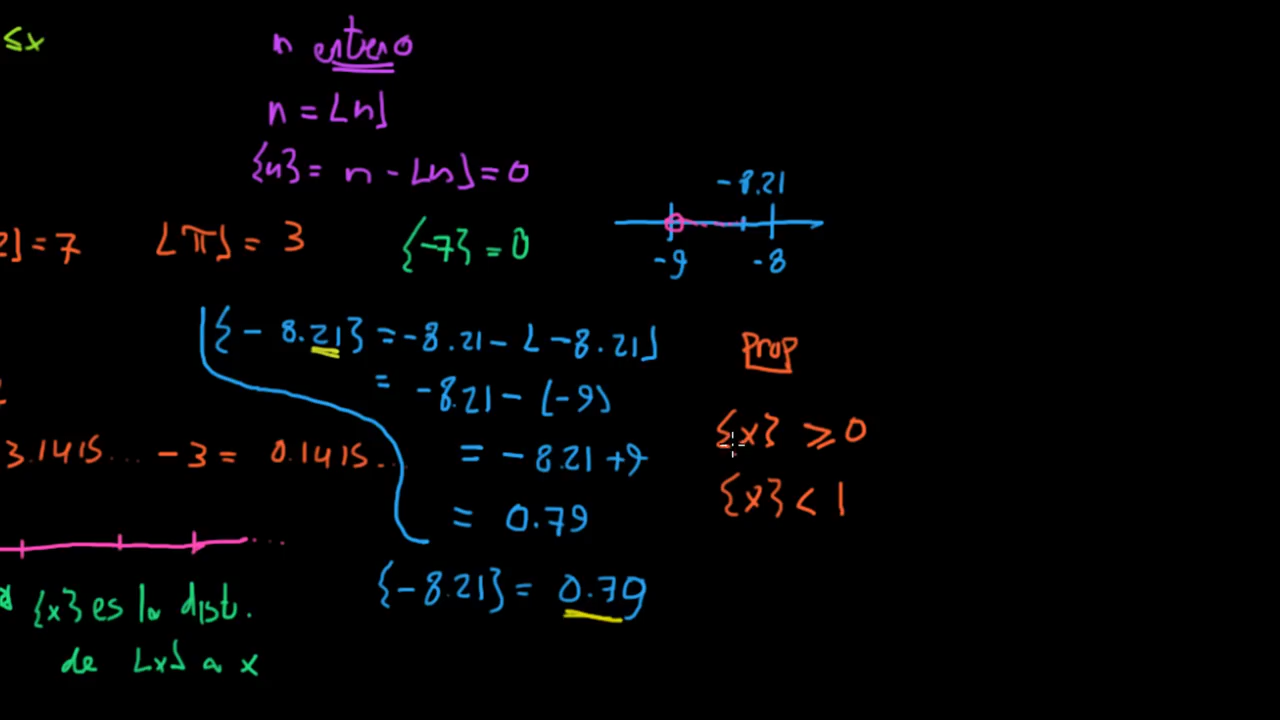 ≤x
n entero
n = ⌊n⌋
{n} = n - ⌊n⌋ = 0
-8.21
2⌋ = 7
⌊π⌋ = 3
{-7} = 0
-9 -8
{- 8.21} = -8.21 - ⌊-8.21⌋
= -8.21 - (-9)
= -8.21 + 9
= 0.79
{-8.21} = 0.79
Prop
{x} ≥ 0
{x} < 1
3.1415... - 3 = 0.1415...
{x} es la dist.
de ⌊x⌋ a x